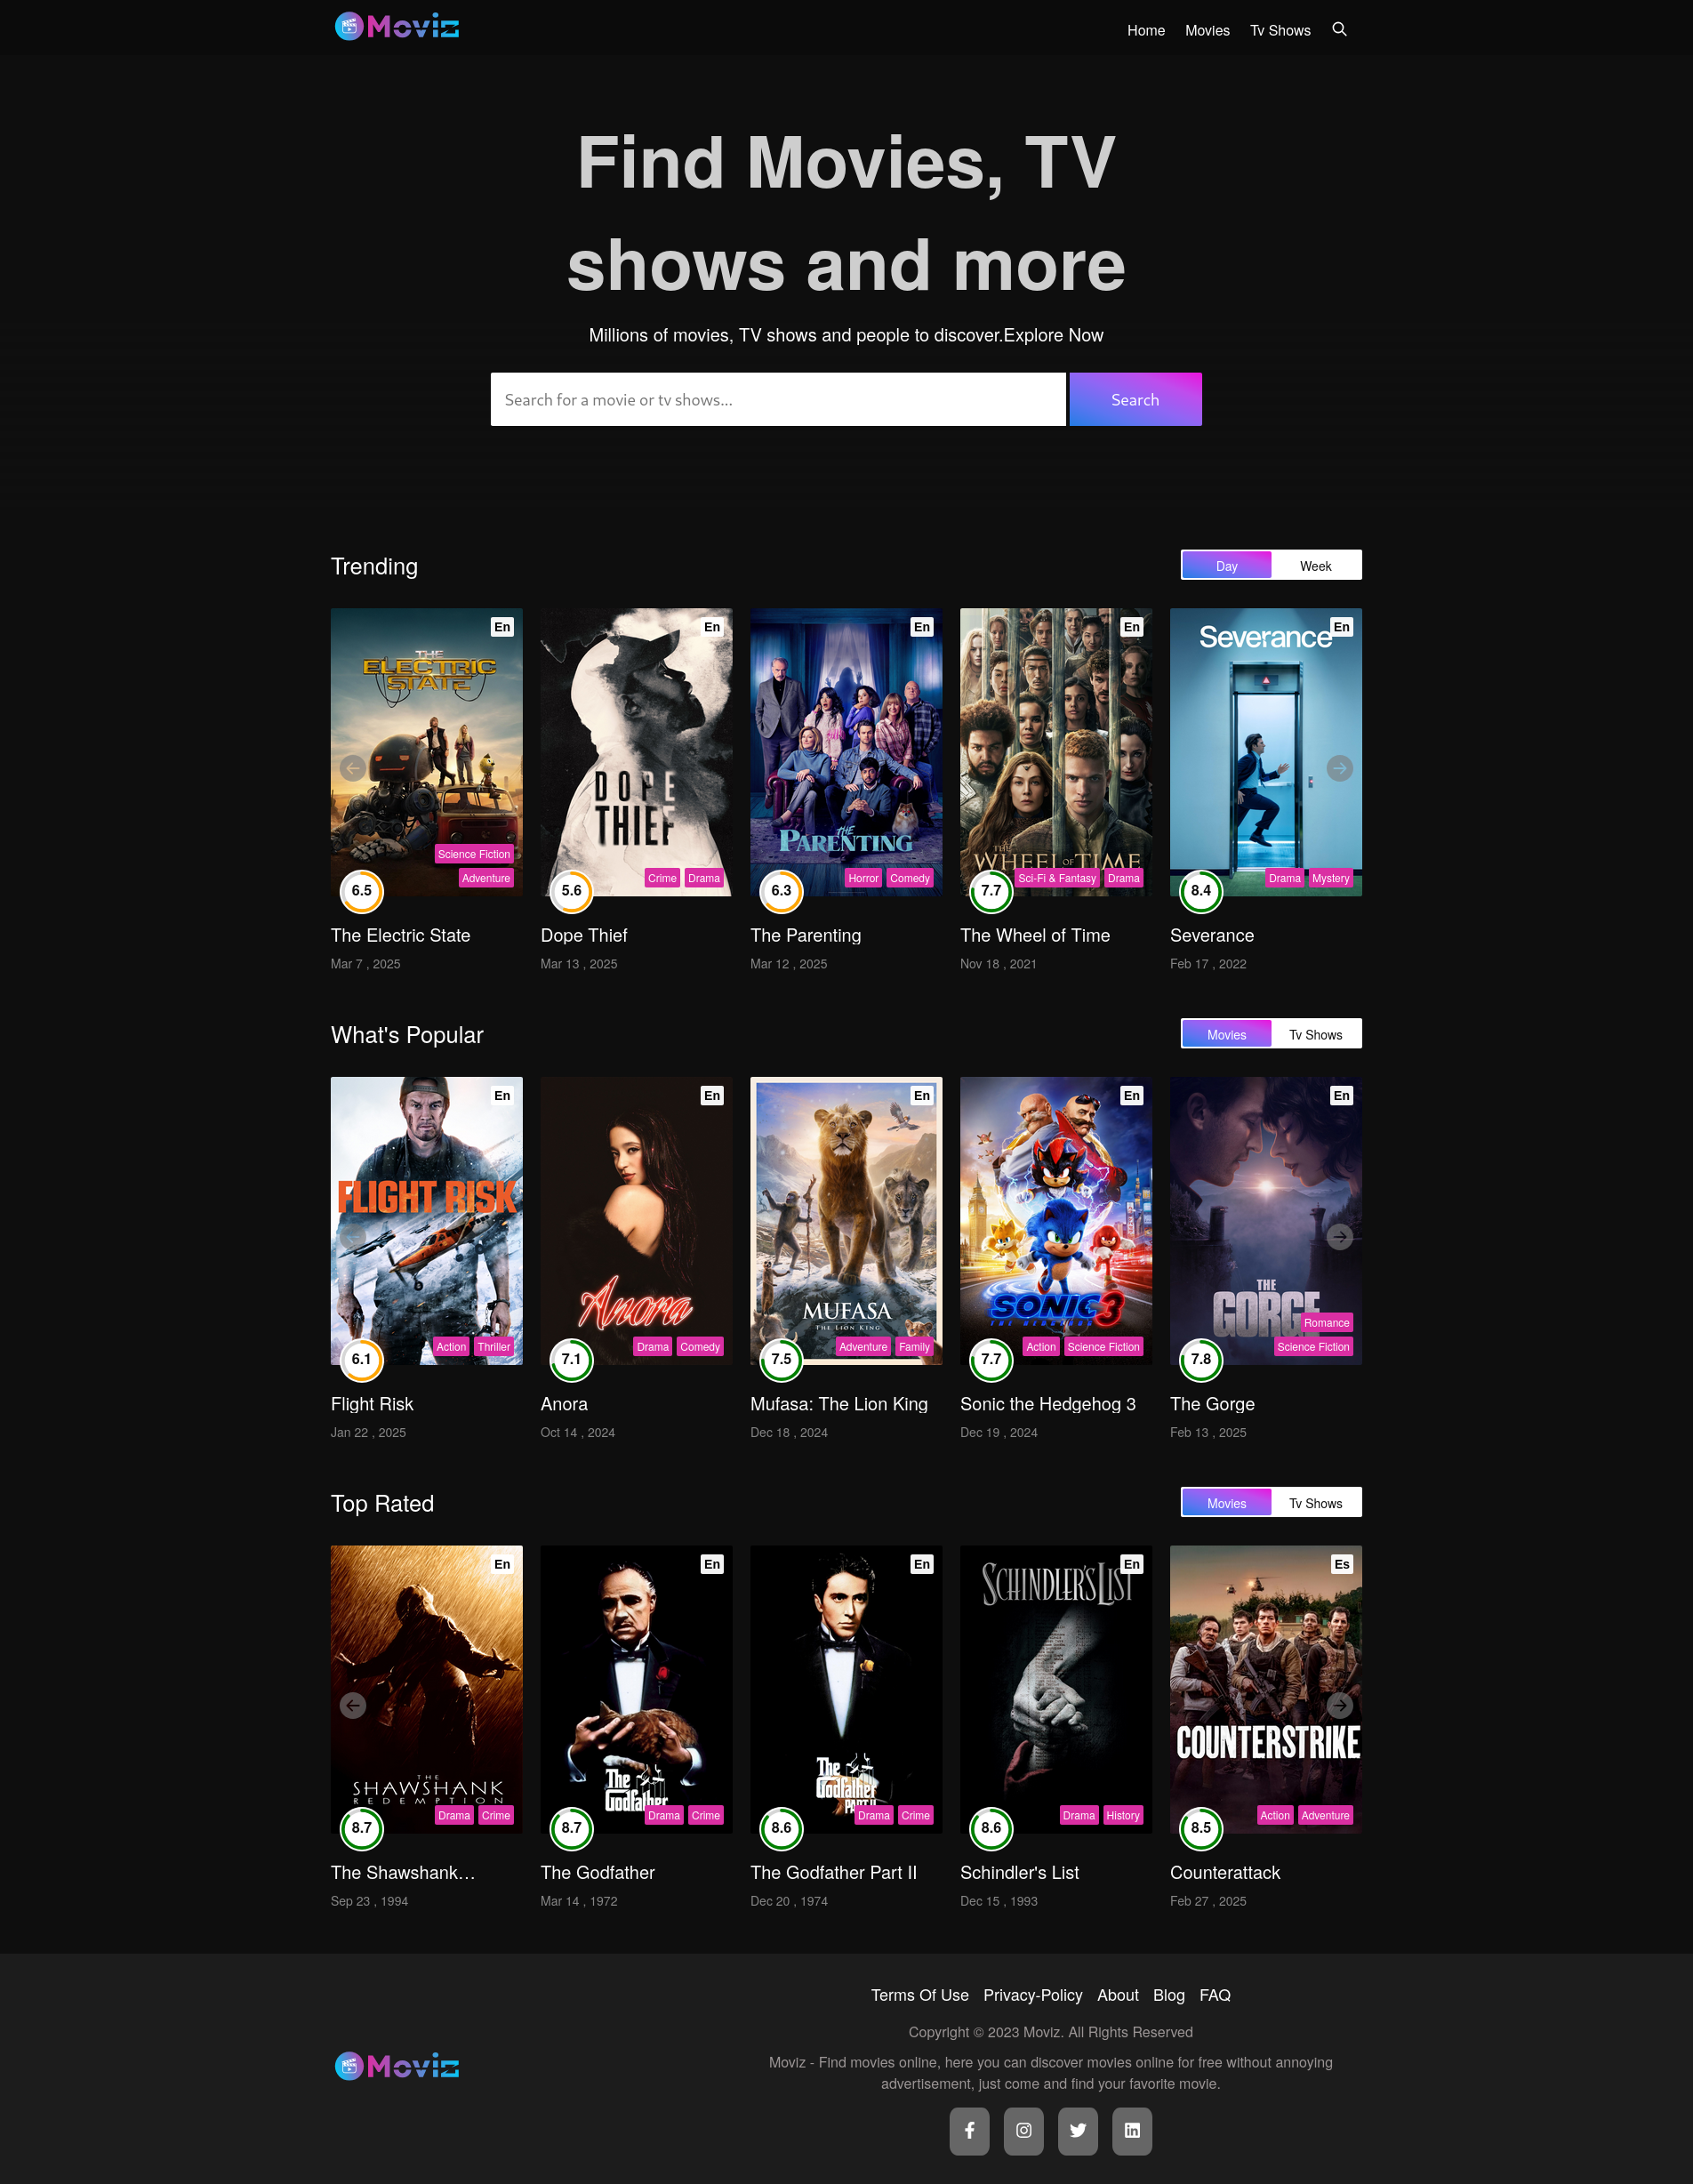 Moviz
Home Movies Tv Shows
Find Movies, TV
shows and more
Millions of movies, TV shows and people to discover.Explore Now
Search for a movie or tv shows...
Search
Trending
Day Week
En
THE
ELECTRIC
STATE
Science Fiction
Adventure
6.5
The Electric State
Mar 7 , 2025
En
DOPE
THIEF
Crime Drama
5.6
Dope Thief
Mar 13 , 2025
En
THE
PARENTING
Horror Comedy
6.3
The Parenting
Mar 12 , 2025
En
THE
WHEEL OF TIME
Sci-Fi & Fantasy Drama
7.7
The Wheel of Time
Nov 18 , 2021
En
Severance
Drama Mystery
8.4
Severance
Feb 17 , 2022
What's Popular
Movies Tv Shows
En
FLIGHT RISK
Action Thriller
6.1
Flight Risk
Jan 22 , 2025
En
Anora
Drama Comedy
7.1
Anora
Oct 14 , 2024
En
MUFASA
THE LION KING
Adventure Family
7.5
Mufasa: The Lion King
Dec 18 , 2024
En
SONIC 3
THE HEDGEHOG
Action Science Fiction
7.7
Sonic the Hedgehog 3
Dec 19 , 2024
En
THE
GORGE
Romance
Science Fiction
7.8
The Gorge
Feb 13 , 2025
Top Rated
Movies Tv Shows
En
THE
SHAWSHANK
REDEMPTION
Drama Crime
8.7
The Shawshank…
Sep 23 , 1994
En
The
Godfather
Drama Crime
8.7
The Godfather
Mar 14 , 1972
En
The
Godfather
PART II
Drama Crime
8.6
The Godfather Part II
Dec 20 , 1974
En
SCHINDLER'S LIST
Drama History
8.6
Schindler's List
Dec 15 , 1993
Es
COUNTERSTRIKE
Action Adventure
8.5
Counterattack
Feb 27 , 2025
Moviz
Terms Of Use Privacy-Policy About Blog FAQ
Copyright © 2023 Moviz. All Rights Reserved
Moviz - Find movies online, here you can discover movies online for free without annoying
advertisement, just come and find your favorite movie.